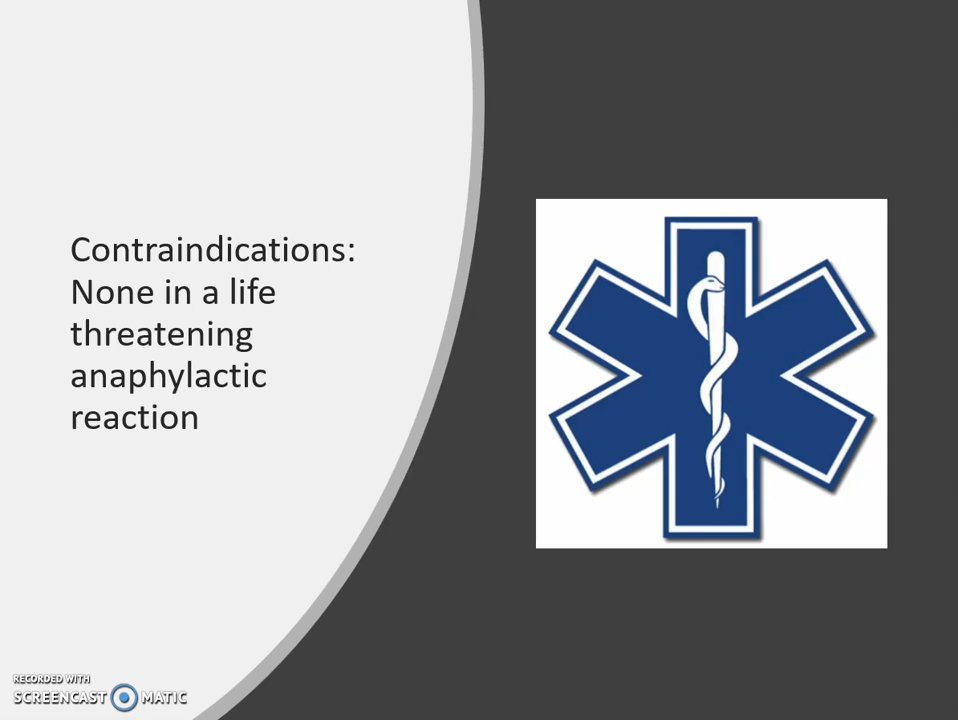 Contraindications:
None in a life
threatening
anaphylactic
reaction
RECORDED WITH
SCREENCAST MATIC